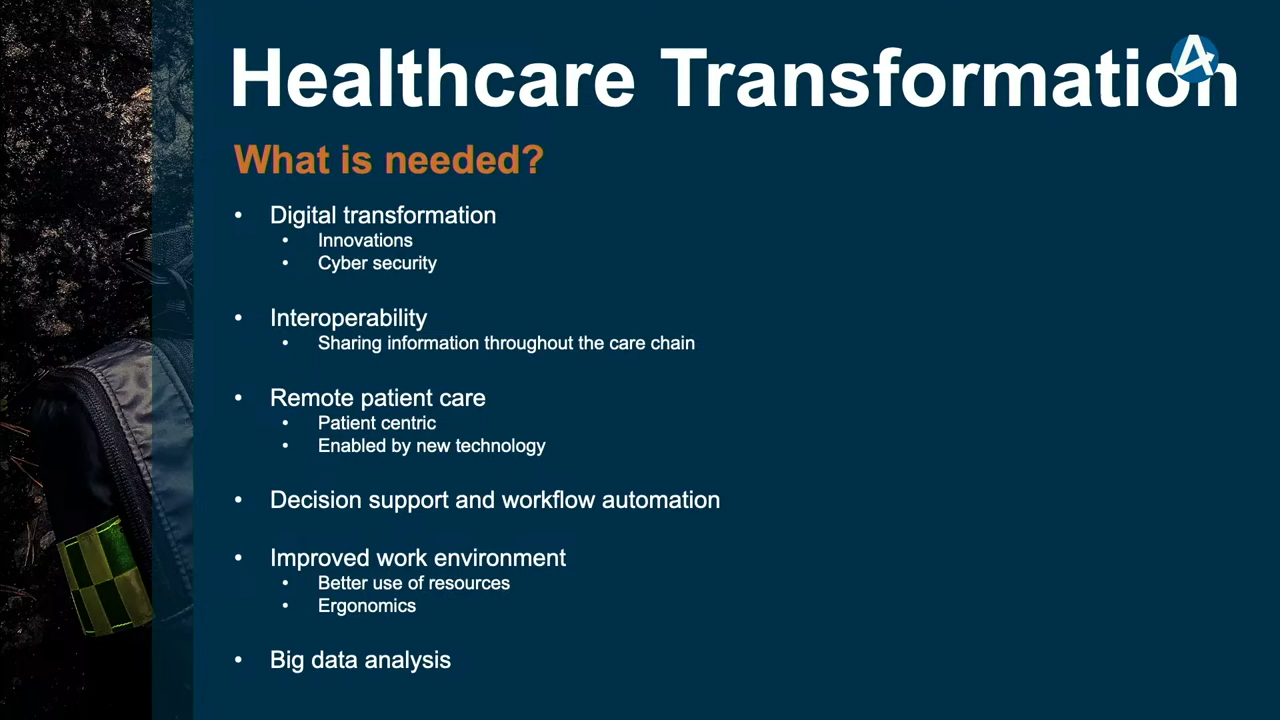 Healthcare Transformation
What is needed?
• Digital transformation
• Innovations
• Cyber security
• Interoperability
• Sharing information throughout the care chain
• Remote patient care
• Patient centric
• Enabled by new technology
• Decision support and workflow automation
• Improved work environment
• Better use of resources
• Ergonomics
• Big data analysis